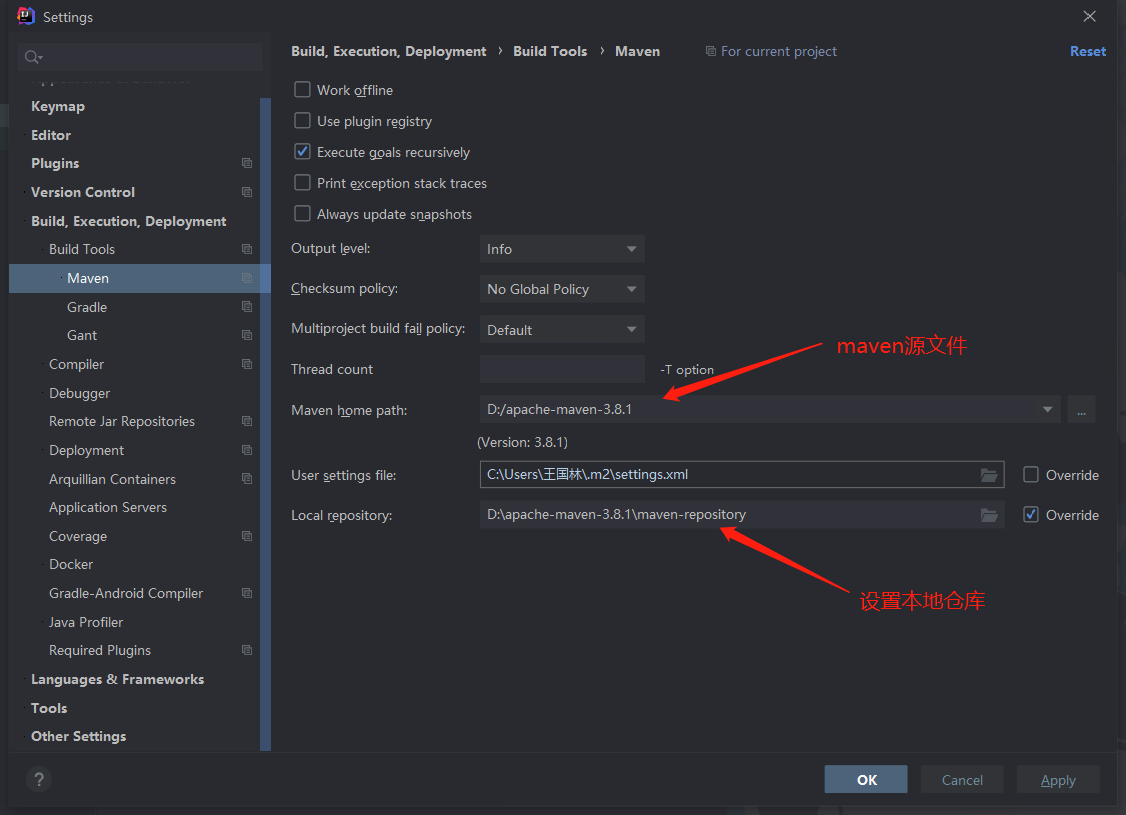 Settings
Build, Execution, Deployment › Build Tools › Maven For current project Reset
Keymap
Editor
Plugins
Version Control
Build, Execution, Deployment
Build Tools
Maven
Gradle
Gant
Compiler
Debugger
Remote Jar Repositories
Deployment
Arquillian Containers
Application Servers
Coverage
Docker
Gradle-Android Compiler
Java Profiler
Required Plugins
Languages & Frameworks
Tools
Other Settings
Work offline
Use plugin registry
Execute goals recursively
Print exception stack traces
Always update snapshots
Output level: Info
Checksum policy: No Global Policy
Multiproject build fail policy: Default
maven源文件
Thread count -T option
Maven home path: D:/apache-maven-3.8.1 ...
(Version: 3.8.1)
User settings file: C:\Users\王国林\.m2\settings.xml Override
Local repository: D:\apache-maven-3.8.1\maven-repository Override
设置本地仓库
? OK Cancel Apply